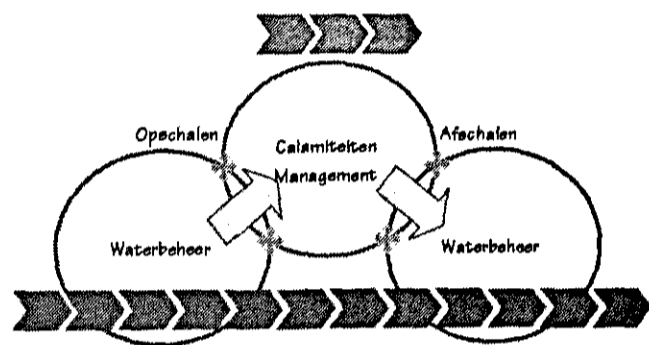 Opschalen
Afschalen
Calamiteiten
Management
Waterbeheer
Waterbeheer